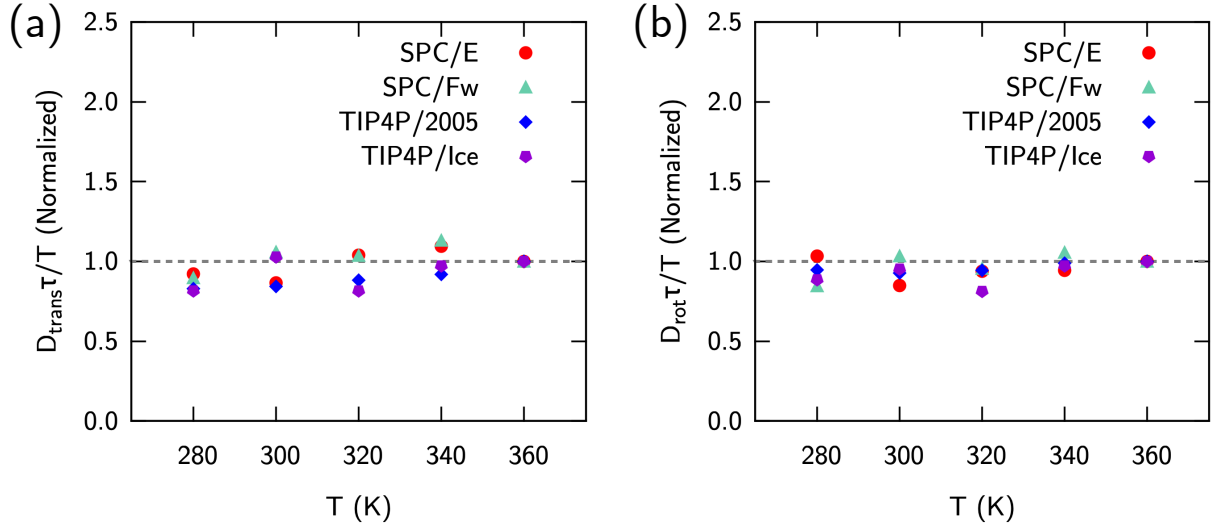 (a)
D_trans τ/T (Normalized)
2.5
2.0
1.5
1.0
0.5
0.0
SPC/E
SPC/Fw
TIP4P/2005
TIP4P/Ice
280 300 320 340 360
T (K)
(b)
D_rot τ/T (Normalized)
2.5
2.0
1.5
1.0
0.5
0.0
SPC/E
SPC/Fw
TIP4P/2005
TIP4P/Ice
280 300 320 340 360
T (K)